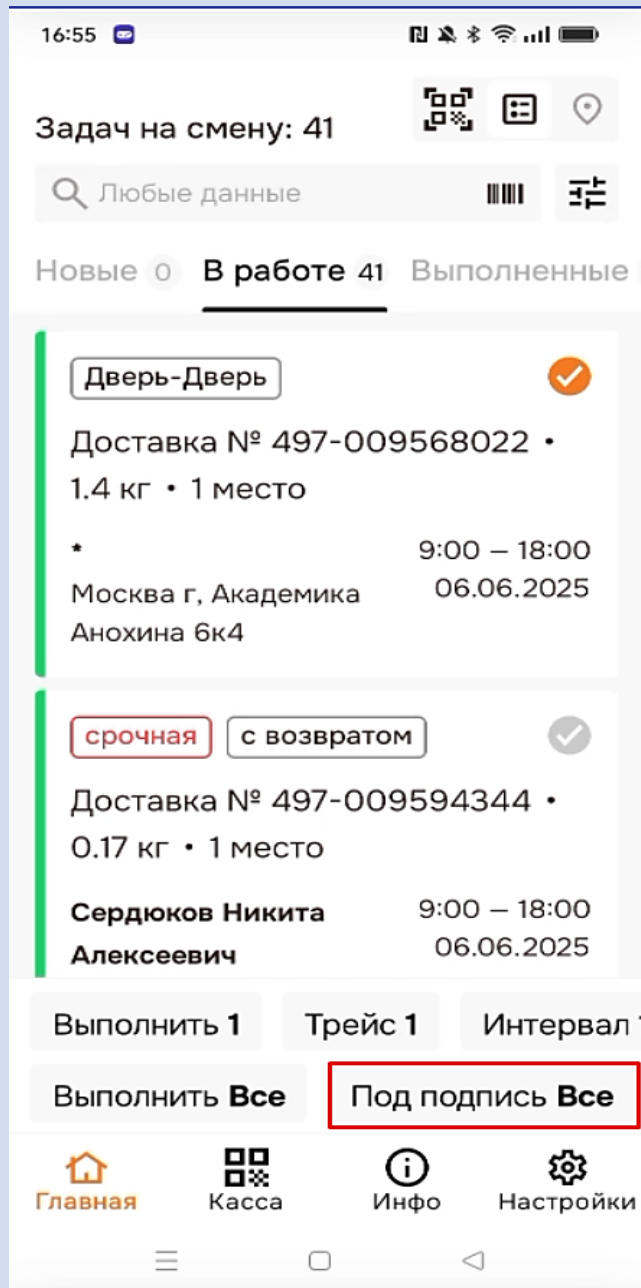 16:55
Задач на смену: 41
Любые данные
Новые 0 В работе 41 Выполненные
Дверь-Дверь
Доставка № 497-009568022 •
1.4 кг • 1 место
*
9:00 – 18:00
Москва г, Академика
06.06.2025
Анохина 6к4
срочная с возвратом
Доставка № 497-009594344 •
0.17 кг • 1 место
Сердюков Никита
9:00 – 18:00
Алексеевич
06.06.2025
Выполнить 1 Трейс 1 Интервал
Выполнить Все Под подпись Все
Главная Касса Инфо Настройки